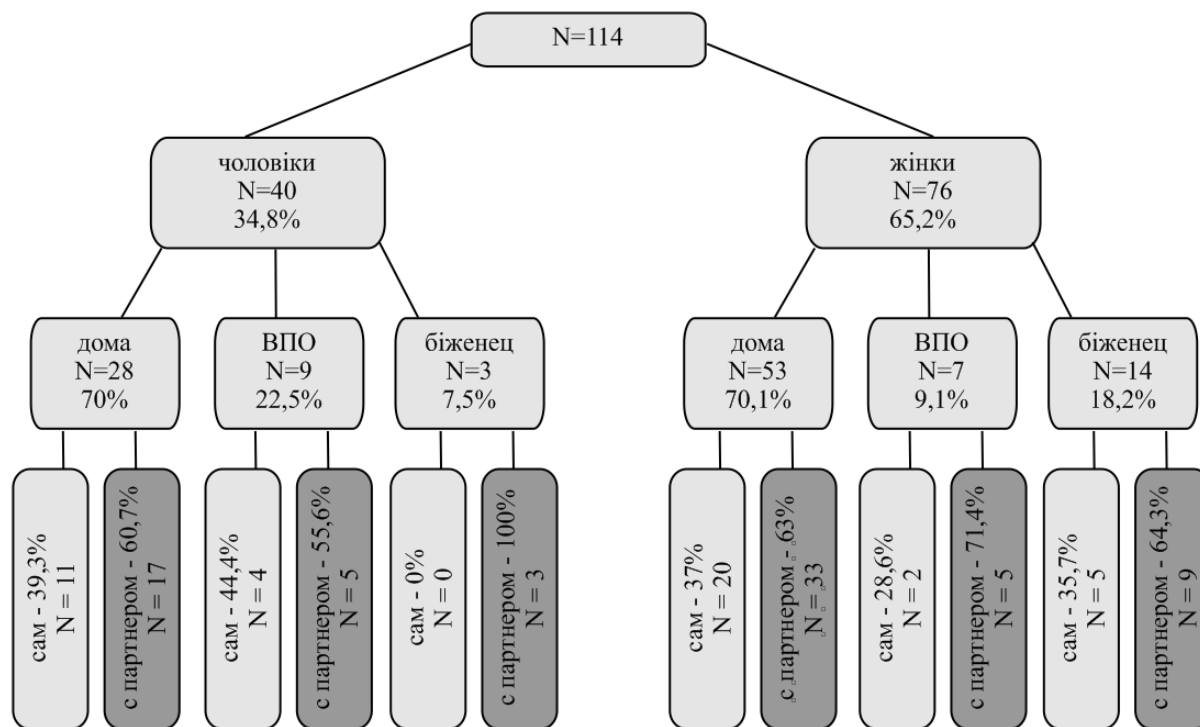 N=114
чоловіки
N=40
34,8%
жінки
N=76
65,2%
дома
N=28
70%
ВПО
N=9
22,5%
біженец
N=3
7,5%
дома
N=53
70,1%
ВПО
N=7
9,1%
біженец
N=14
18,2%
сам - 39,3%
N = 11
с партнером - 60,7%
N = 17
сам - 44,4%
N = 4
с партнером - 55,6%
N = 5
сам - 0%
N = 0
с партнером - 100%
N = 3
сам - 37%
N = 20
с партнером - 63%
N = 33
сам - 28,6%
N = 2
с партнером - 71,4%
N = 5
сам - 35,7%
N = 5
с партнером - 64,3%
N = 9